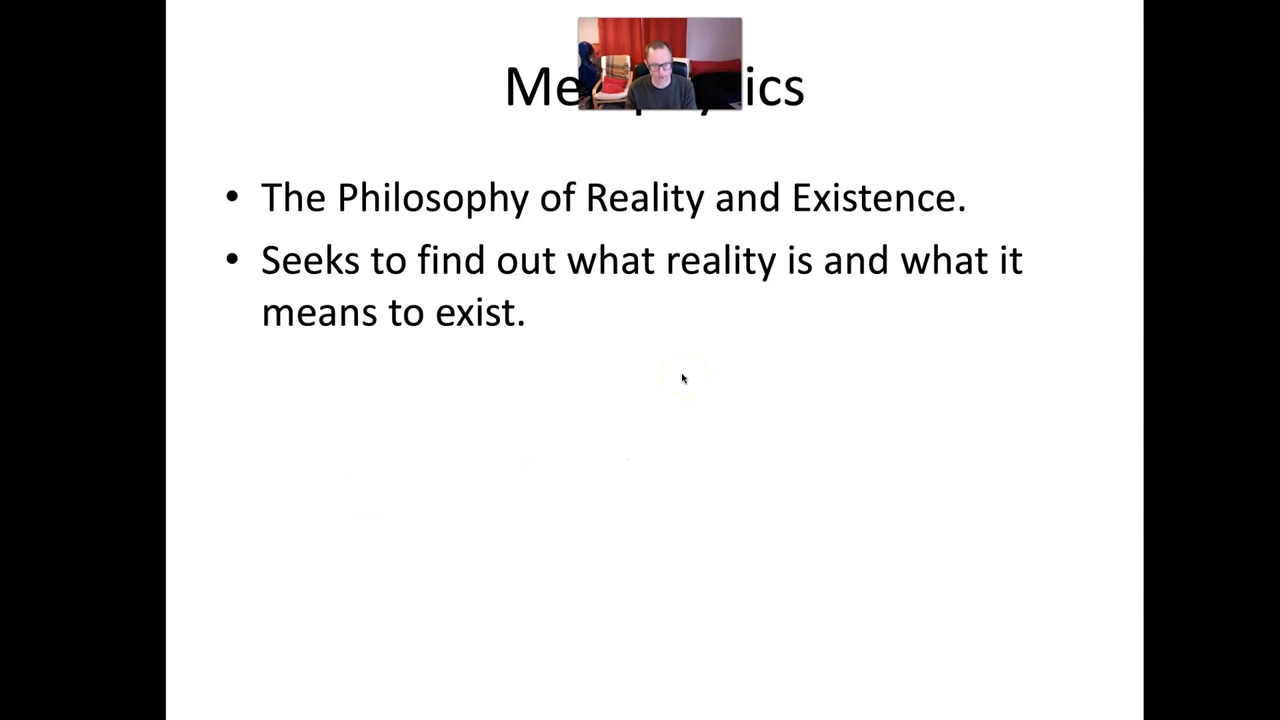 • The Philosophy of Reality and Existence.
• Seeks to find out what reality is and what it
means to exist.